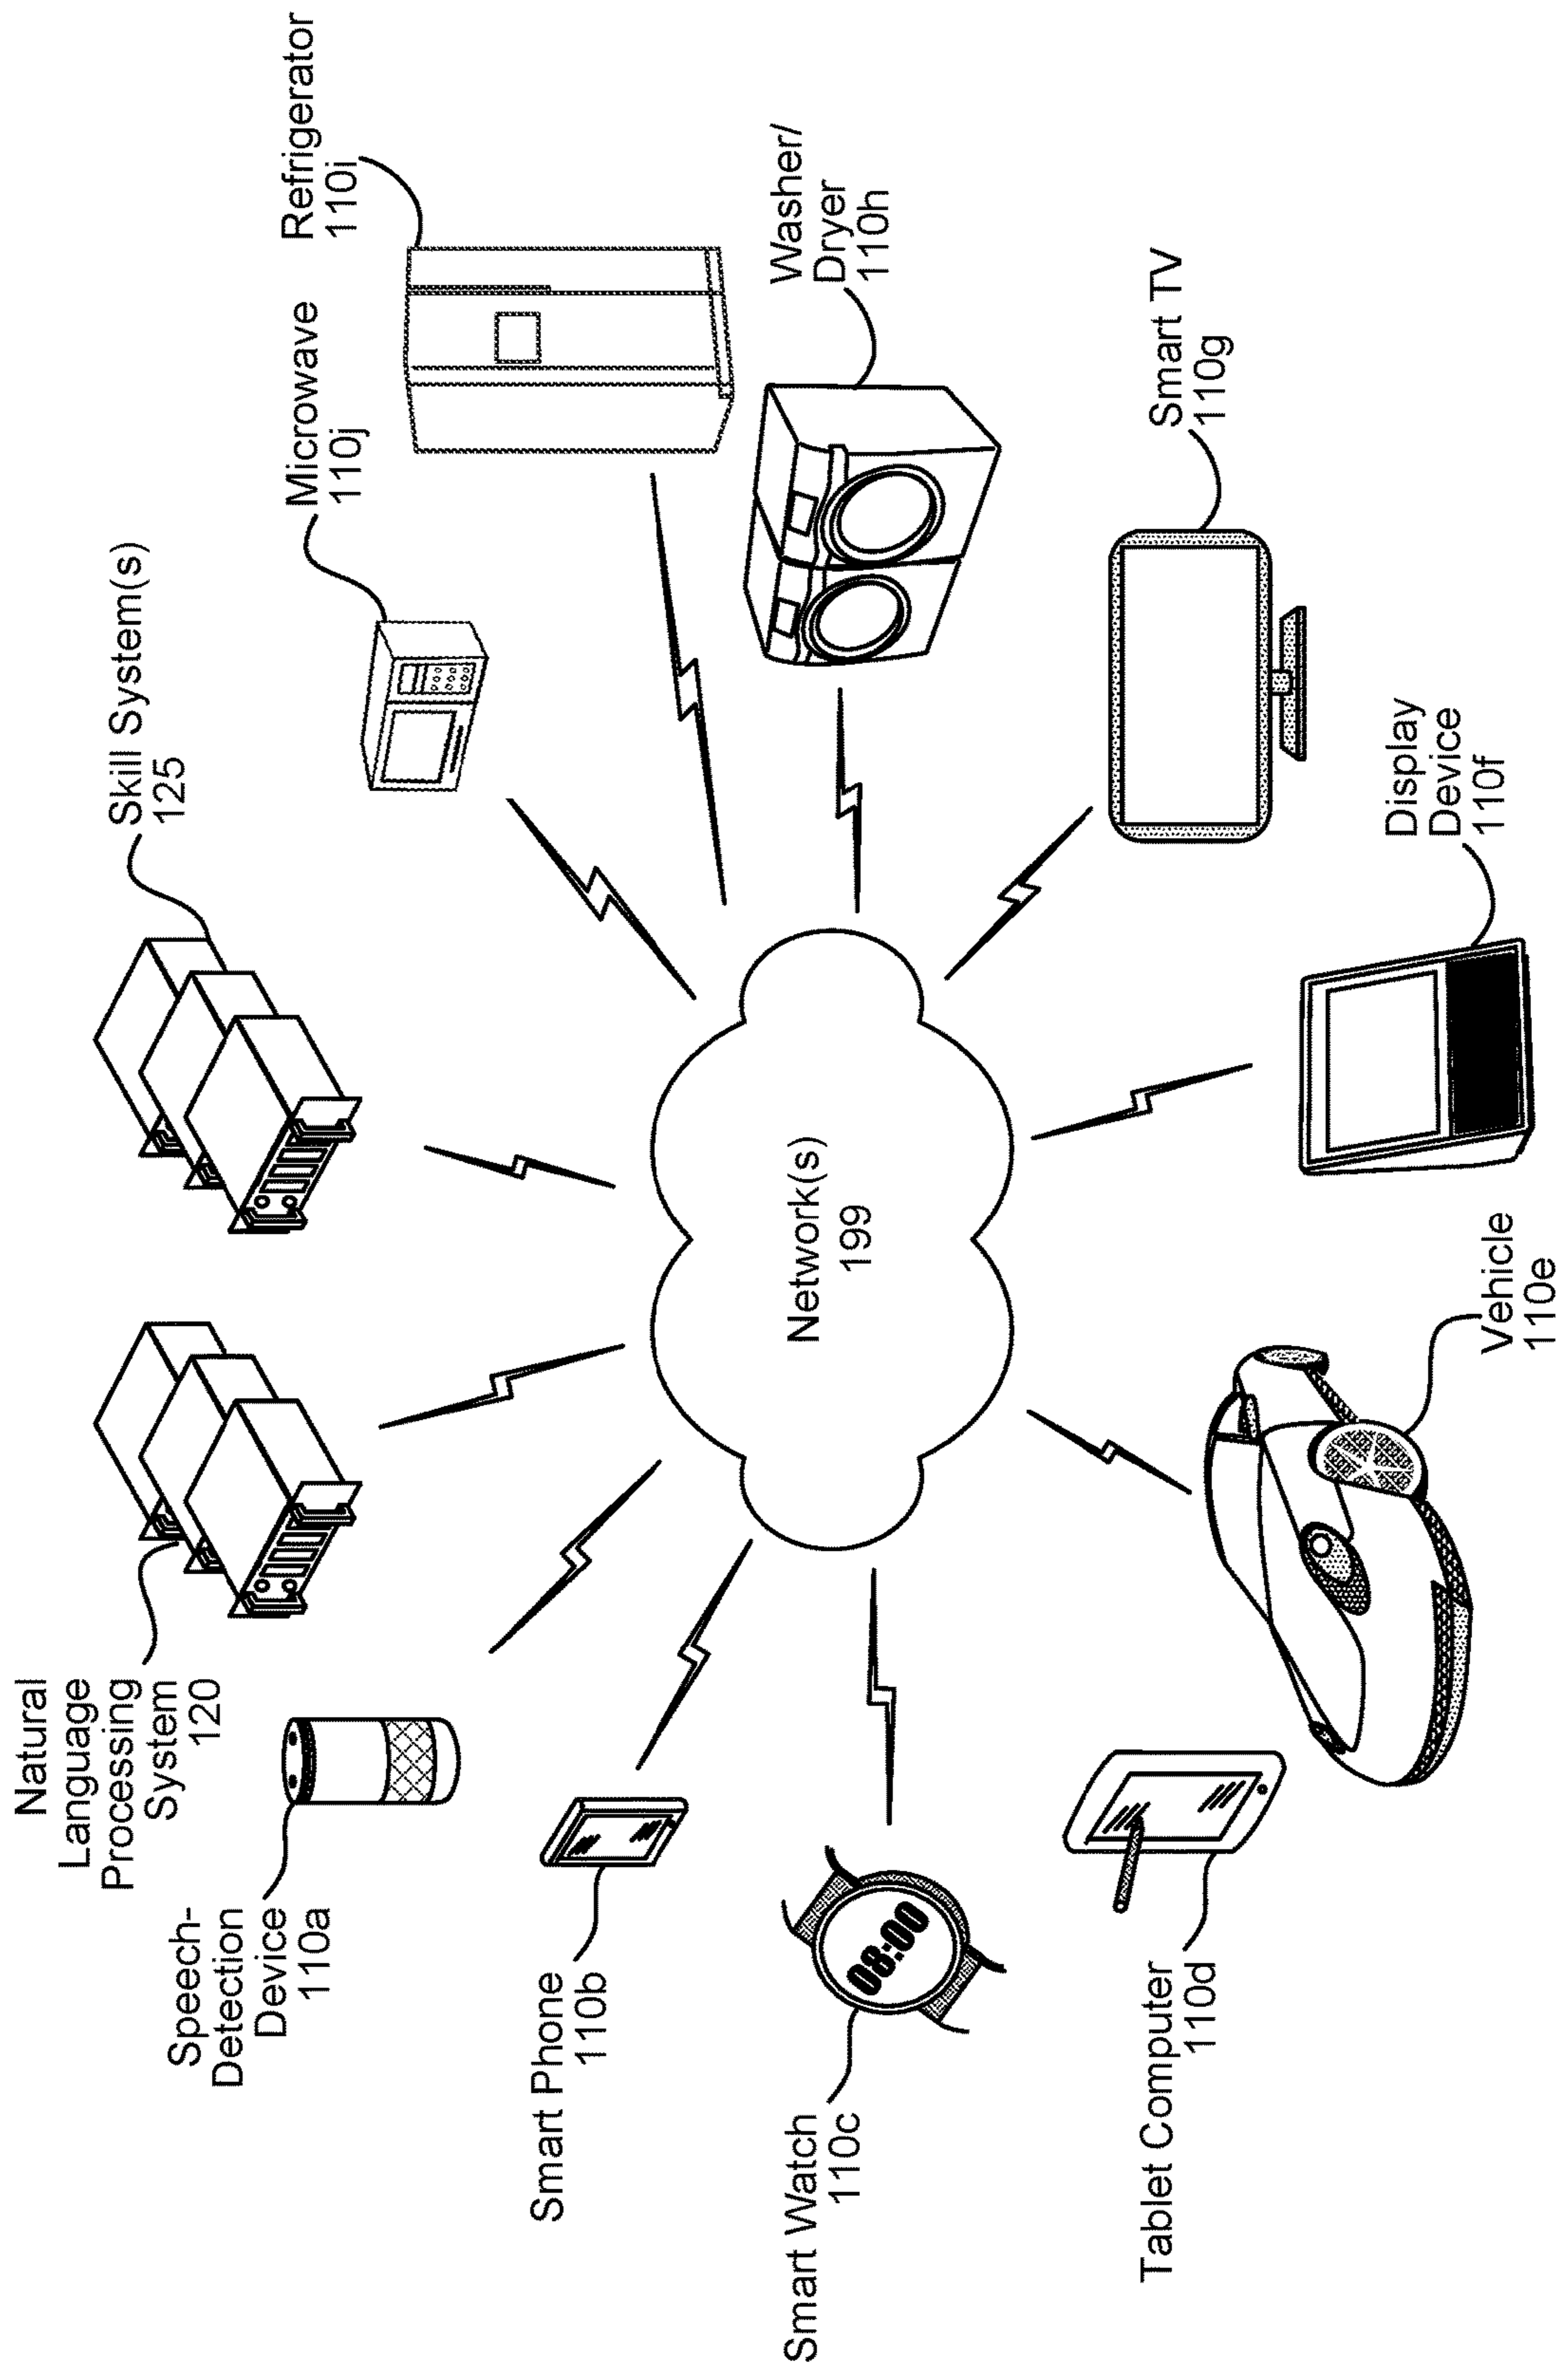 Natural
Language
Processing
System
120
Skill System(s)
125
Speech-
Detection
Device
110a
Microwave
110j
Refrigerator
110i
Smart Phone
110b
Washer/
Dryer
110h
Network(s)
199
Smart Watch
110c
08:00
Smart TV
110g
Tablet Computer
110d
Display
Device
110f
Vehicle
110e